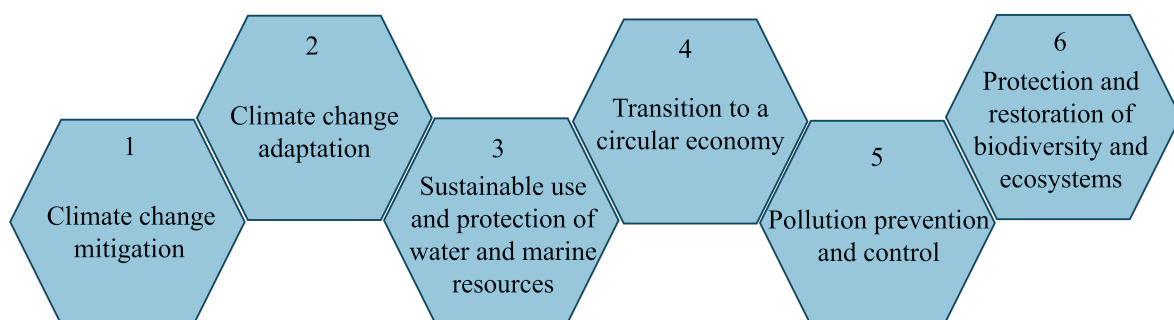 1
Climate change
mitigation
2
Climate change
adaptation
3
Sustainable use
and protection of
water and marine
resources
4
Transition to a
circular economy
5
Pollution prevention
and control
6
Protection and
restoration of
biodiversity and
ecosystems